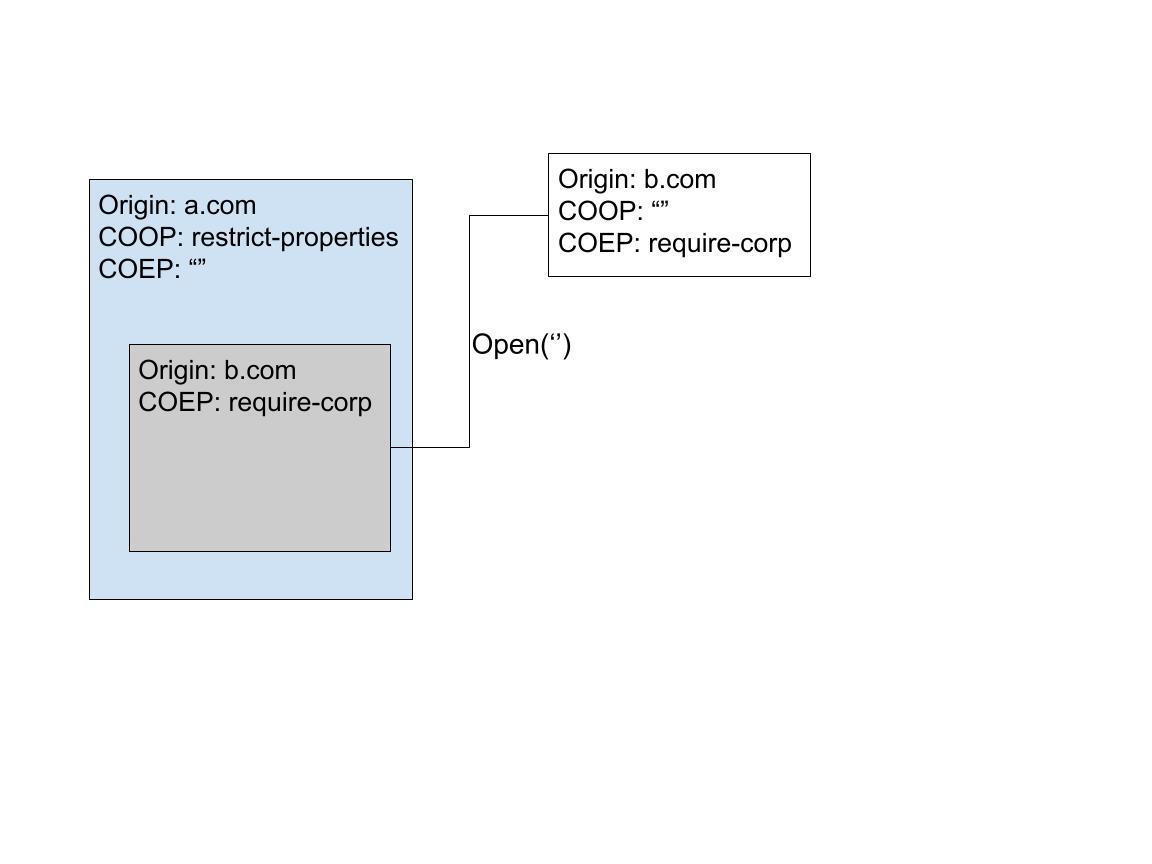 Origin: a.com
COOP: restrict-properties
COEP: “”
Origin: b.com
COEP: require-corp
Open(‘’)
Origin: b.com
COOP: “”
COEP: require-corp